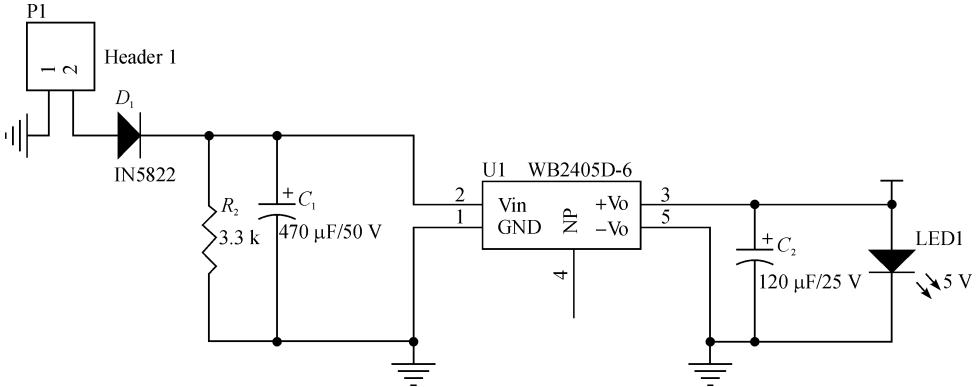 P1
1
2
Header 1
D₁
IN5822
R₂
3.3 k
+
C₁
470 μF/50 V
U1 WB2405D-6
2
1
Vin
GND
NP
+Vo
−Vo
3
5
4
+
C₂
120 μF/25 V
LED1
5 V